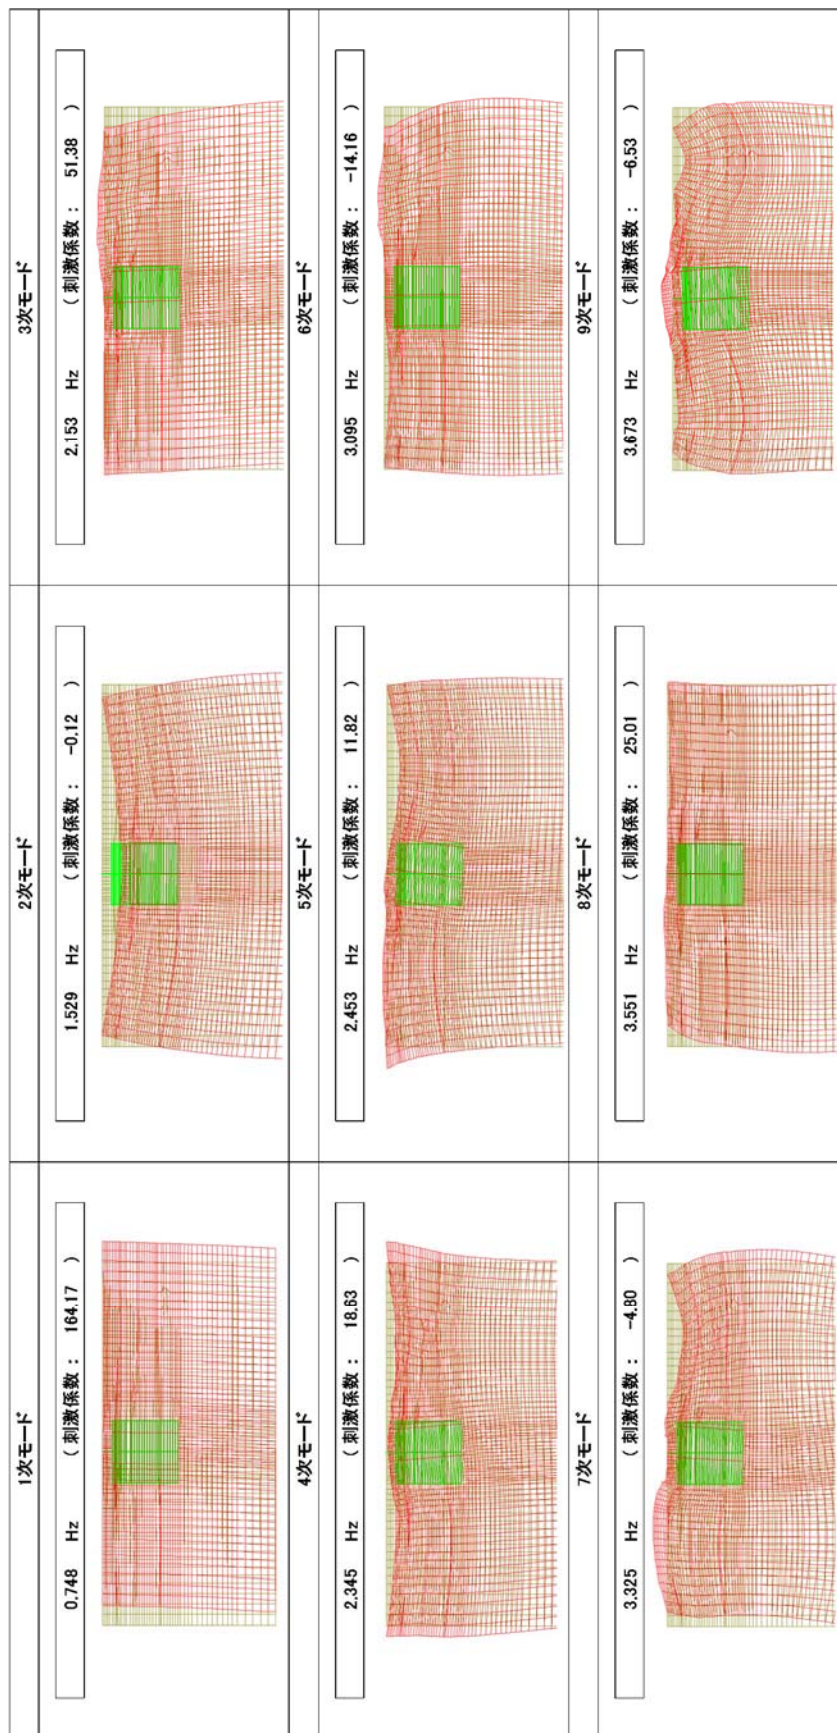 1次モード
0.748 Hz ( 刺激係数 : 164.17 )
2次モード
1.529 Hz ( 刺激係数 : -0.12 )
3次モード
2.153 Hz ( 刺激係数 : 51.38 )
4次モード
2.345 Hz ( 刺激係数 : 18.63 )
5次モード
2.453 Hz ( 刺激係数 : 11.82 )
6次モード
3.095 Hz ( 刺激係数 : -14.16 )
7次モード
3.325 Hz ( 刺激係数 : -4.80 )
8次モード
3.551 Hz ( 刺激係数 : 25.01 )
9次モード
3.673 Hz ( 刺激係数 : -6.53 )